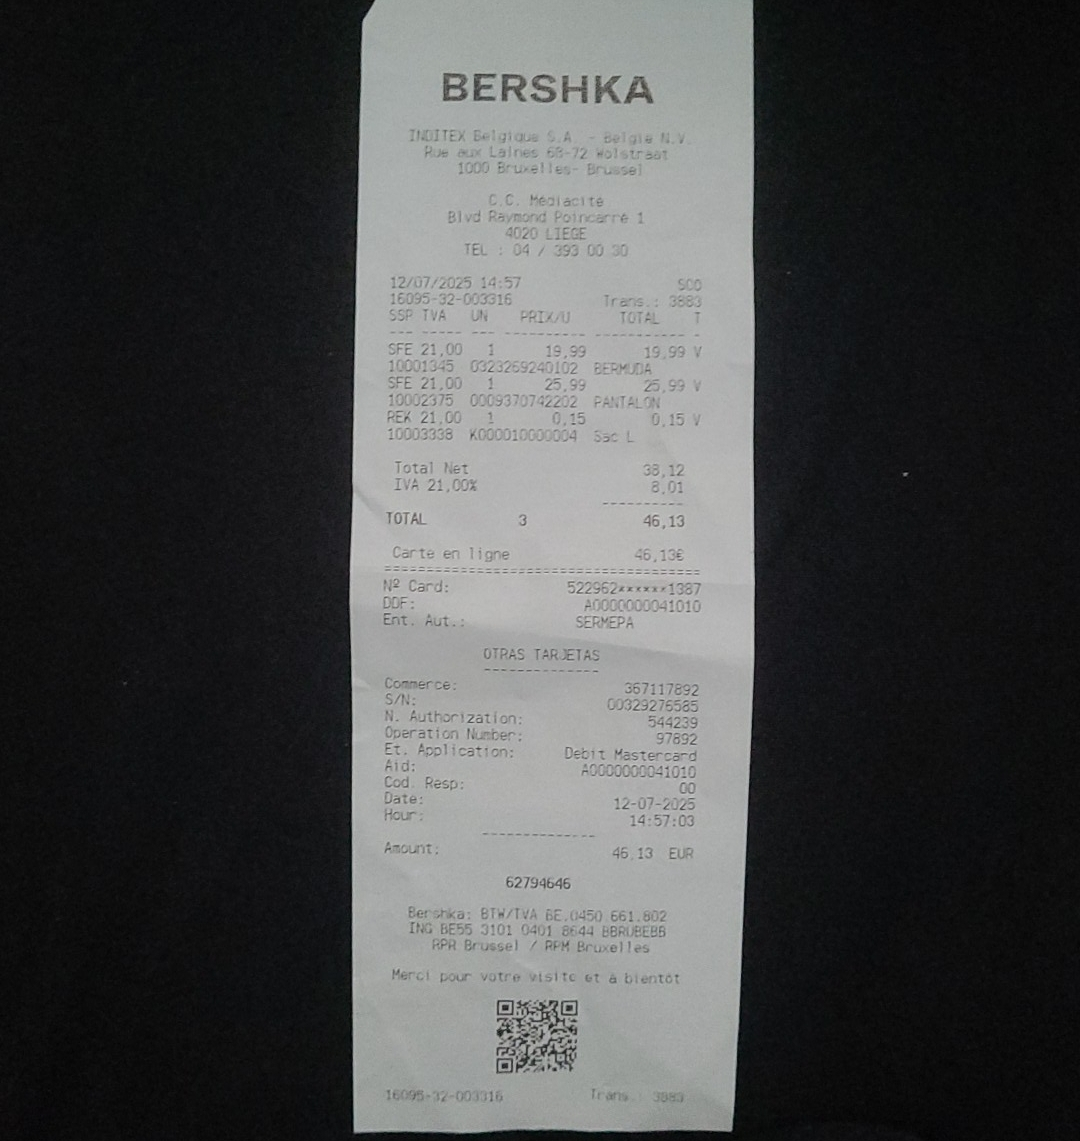 BERSHKA
INDITEX Belgique S.A. - Belgie N.V.
Rue aux Laines 68-72 Wolstraat
1000 Bruxelles- Brussel
C.C. Médiacité
Blvd Raymond Poincarré 1
4020 LIEGE
TEL : 04 / 393 00 30
12/07/2025 14:57 SCO
16095-32-003316 Trans.: 3883
SSP TVA UN PRIX/U TOTAL T
--- ----- --- ---------- ----------- -
SFE 21,00 1 19,99 19,99 V
10001345 0323269240102 BERMUDA
SFE 21,00 1 25,99 25,99 V
10002375 0009370742202 PANTALON
REK 21,00 1 0,15 0,15 V
10003338 K000010000004 Sac L
Total Net 38,12
IVA 21,00% 8,01
----------
TOTAL 3 46,13
Carte en ligne 46,13€
=======================================
Nº Card: 522962******1387
DDF: A0000000041010
Ent. Aut.: SERMEPA
OTRAS TARJETAS
--------------
Commerce: 367117892
S/N: 00329276585
N. Authorization: 544239
Operation Number: 97892
Et. Application: Debit Mastercard
Aid: A0000000041010
Cod. Resp: 00
Date: 12-07-2025
Hour: 14:57:03
--------------
Amount: 46,13 EUR
62794646
Bershka: BTW/TVA BE.0450.661.802
ING BE55 3101 0401 8644 BBRUBEBB
RPR Brussel / RPM Bruxelles
Merci pour votre visite et à bientôt
16095-32-003316 Trans.: 3883